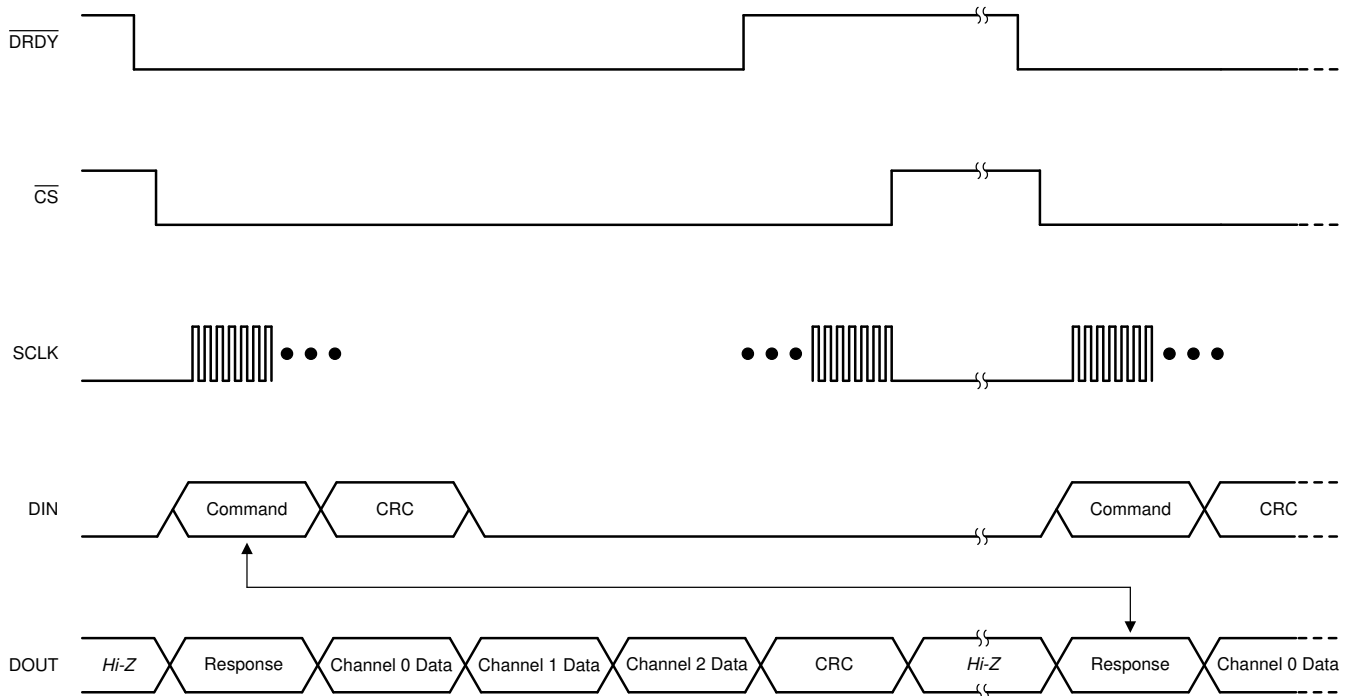 DRDY
CS
SCLK
DIN
Command
CRC
Command
CRC
DOUT
Hi-Z
Response
Channel 0 Data
Channel 1 Data
Channel 2 Data
CRC
Hi-Z
Response
Channel 0 Data